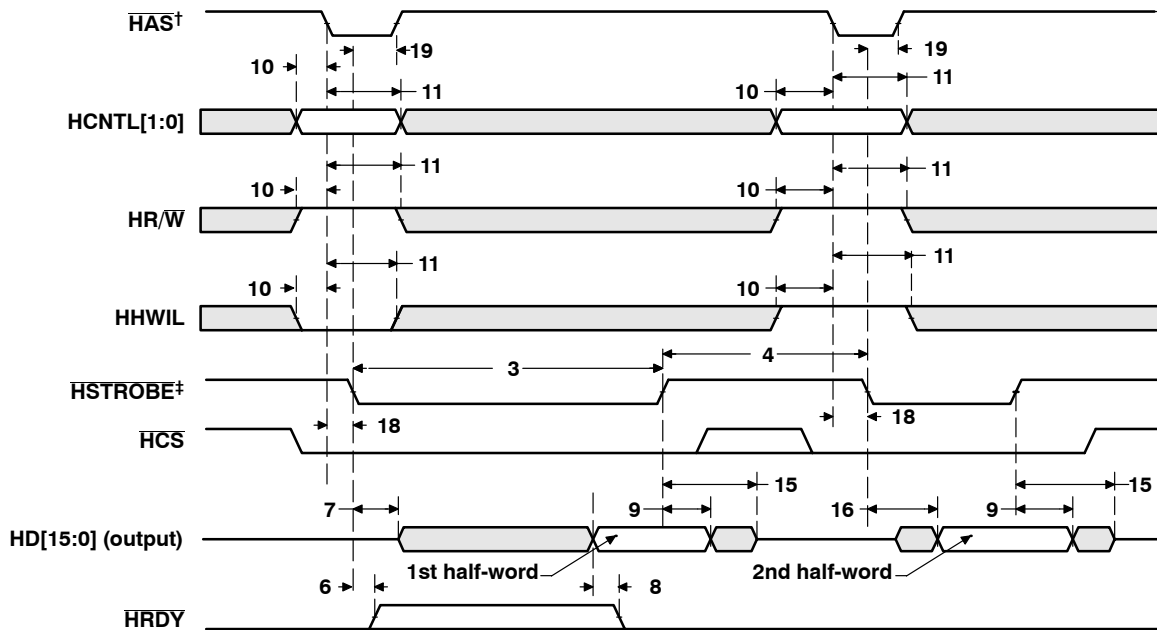 HAS†
19
19
10
11
10
11
HCNTL[1:0]
11
11
10
10
HR/W
11
11
10
10
HHWIL
3
4
HSTROBE‡
18
18
HCS
15
15
7
9
16
9
HD[15:0] (output)
1st half-word
2nd half-word
6
8
HRDY